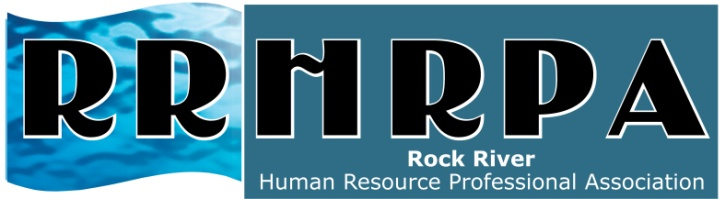 RRHRPA
Rock River
Human Resource Professional Association